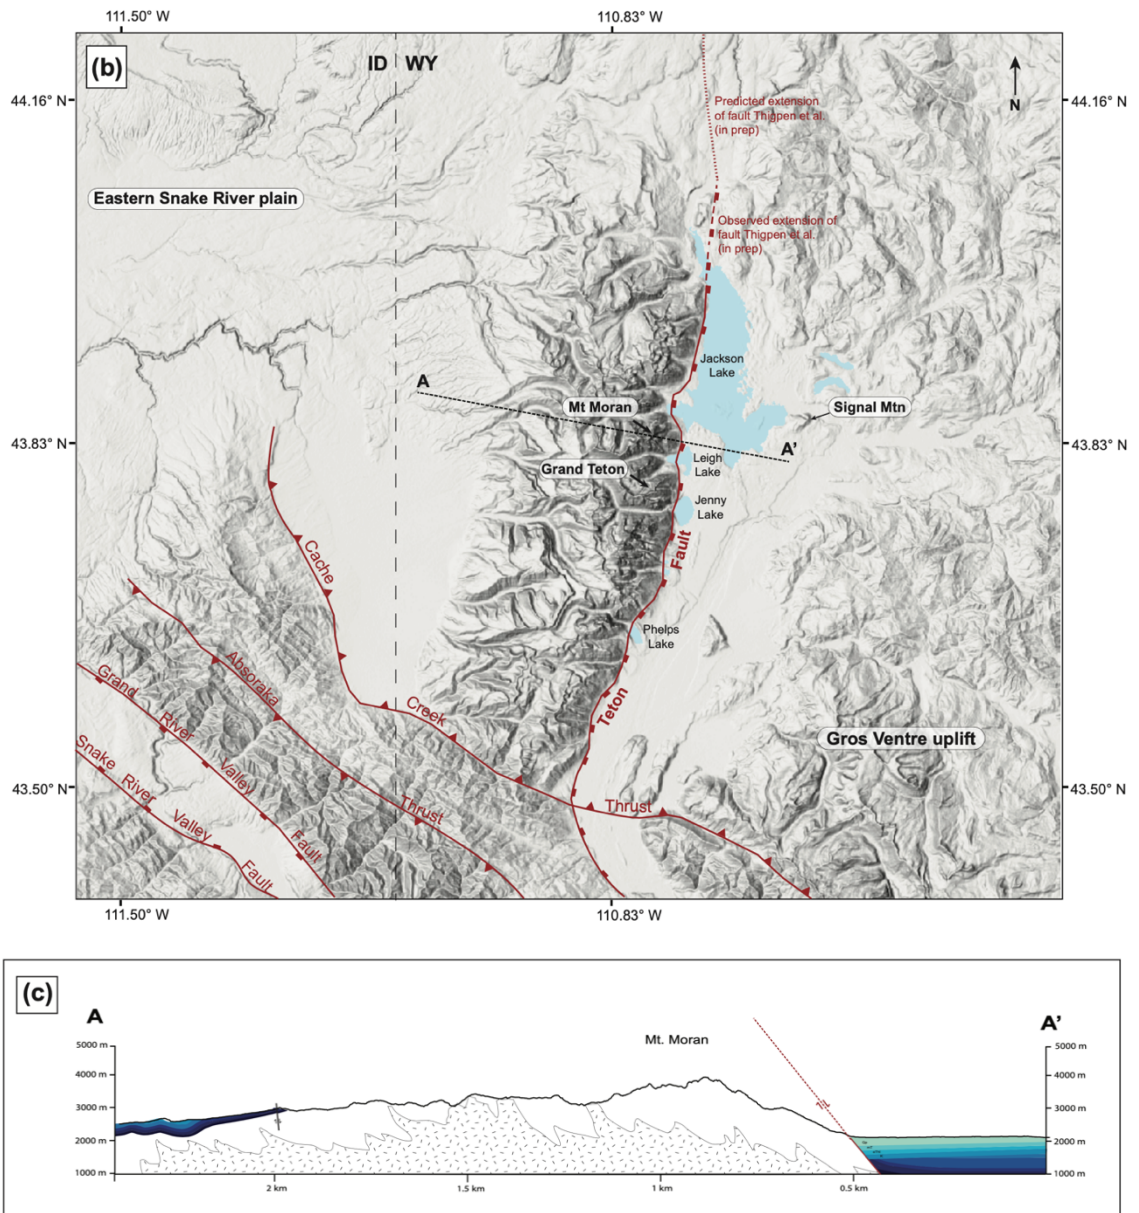 111.50° W
110.83° W
(b)
ID
WY
N
44.16° N
44.16° N
Predicted extension
of fault Thigpen et al.
(in prep)
Eastern Snake River plain
Observed extension of
fault Thigpen et al.
(in prep)
Jackson
Lake
A
Mt Moran
Signal Mtn
43.83° N
43.83° N
A'
Leigh
Lake
Grand Teton
Jenny
Lake
Fault
Cache
Phelps
Lake
Absoraka
Grand
River
Valley
Fault
Creek
Teton
Gros Ventre uplift
Snake
River
Valley
Fault
43.50° N
43.50° N
Thrust
Thrust
111.50° W
110.83° W
(c)
A
A'
Mt. Moran
5000 m
5000 m
4000 m
4000 m
3000 m
3000 m
2000 m
2000 m
1000 m
1000 m
2 km
1.5 km
1 km
0.5 km